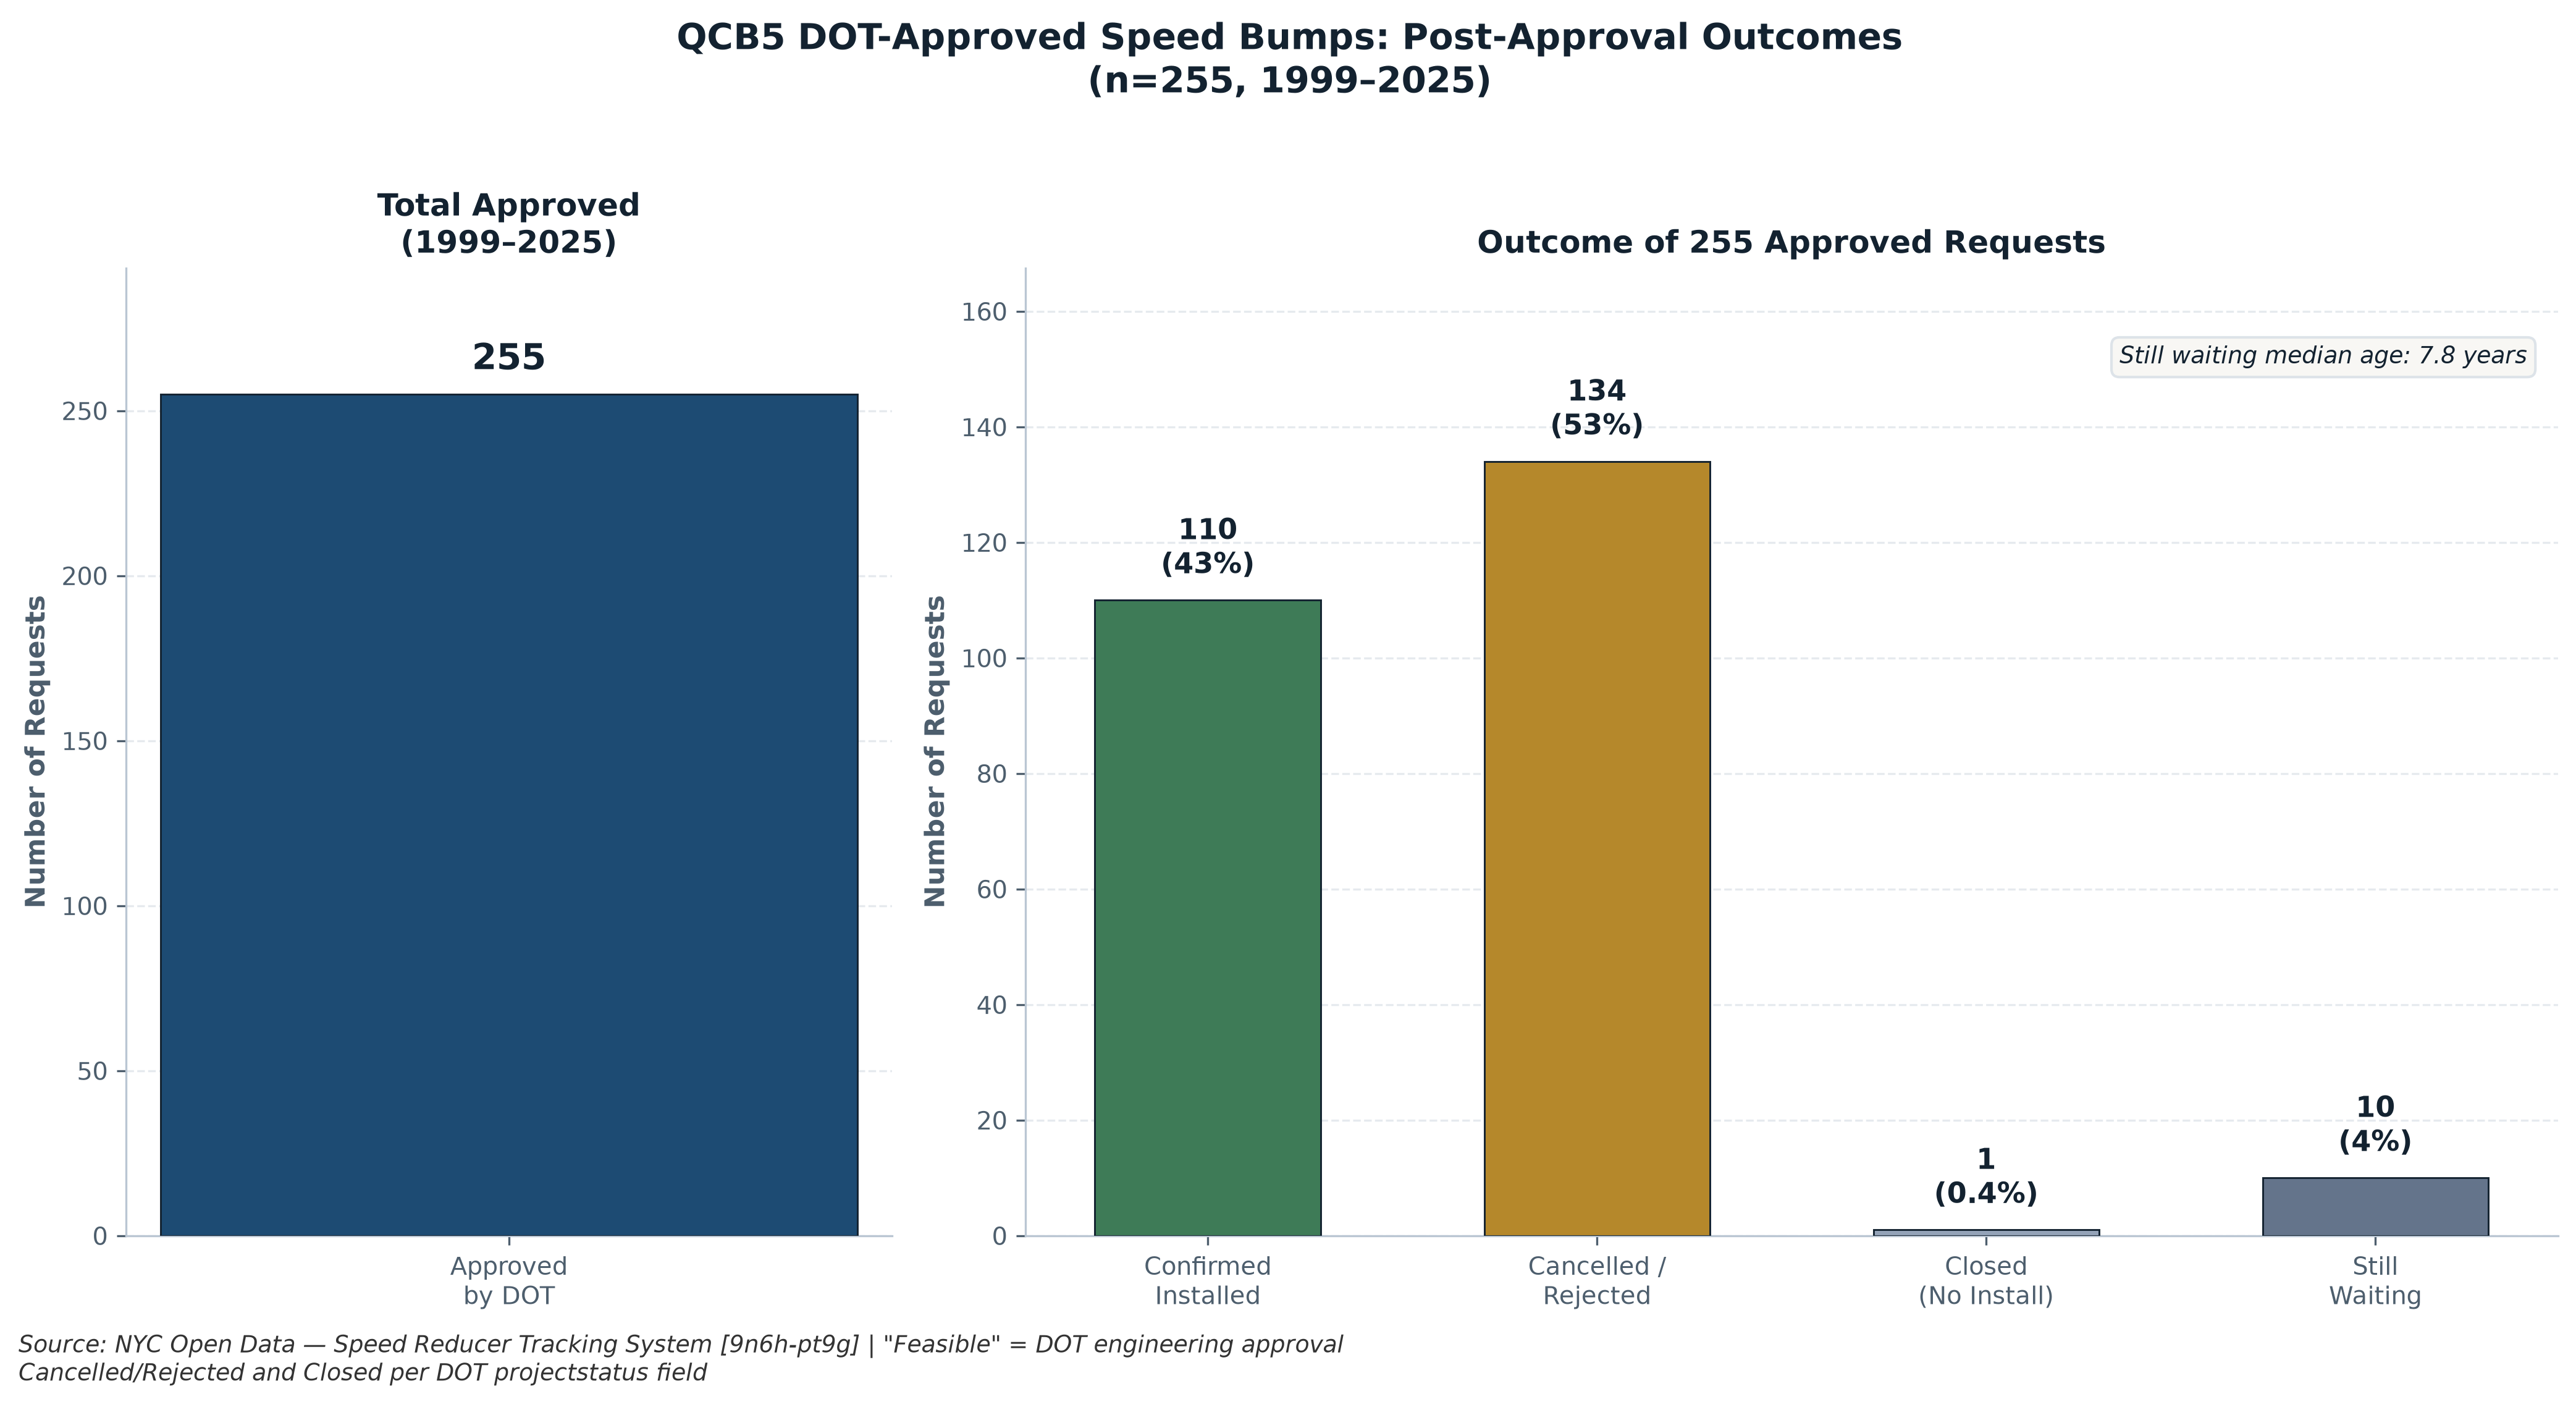 QCB5 DOT-Approved Speed Bumps: Post-Approval Outcomes
(n=255, 1999–2025)
Total Approved
(1999–2025)
Number of Requests
250
200
150
100
50
0
255
Approved
by DOT
Outcome of 255 Approved Requests
Number of Requests
160
140
120
100
80
60
40
20
0
Still waiting median age: 7.8 years
110
(43%)
134
(53%)
1
(0.4%)
10
(4%)
Confirmed
Installed
Cancelled /
Rejected
Closed
(No Install)
Still
Waiting
Source: NYC Open Data — Speed Reducer Tracking System [9n6h-pt9g] | "Feasible" = DOT engineering approval
Cancelled/Rejected and Closed per DOT projectstatus field